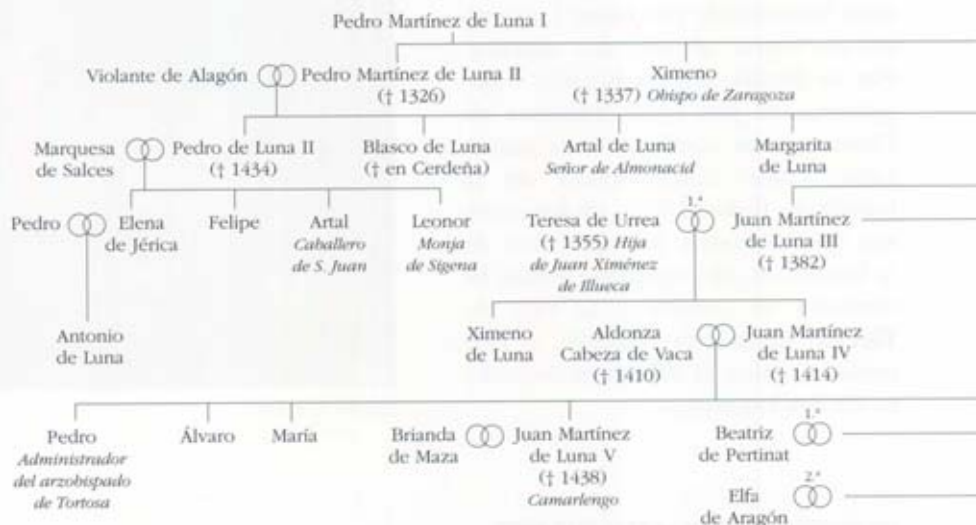 Pedro Martínez de Luna I
Violante de Alagón Pedro Martínez de Luna II
(† 1326)
Ximeno
(† 1337) Obispo de Zaragoza
Marquesa
de Salces
Pedro de Luna II
(† 1434)
Blasco de Luna
(† en Cerdeña)
Artal de Luna
Señor de Almonacid
Margarita
de Luna
Pedro
Elena
de Jérica
Felipe
Artal
Caballero
de S. Juan
Leonor
Monja
de Sigena
Teresa de Urrea
(† 1355) Hija
de Juan Ximénez
de Illueca
1.ª
Juan Martínez
de Luna III
(† 1382)
Antonio
de Luna
Ximeno
de Luna
Aldonza
Cabeza de Vaca
(† 1410)
Juan Martínez
de Luna IV
(† 1414)
Pedro
Administrador
del arzobispado
de Tortosa
Álvaro
María
Brianda
de Maza
Juan Martínez
de Luna V
(† 1438)
Camarlengo
Beatriz
de Pertinat
1.ª
Elfa
de Aragón
2.ª